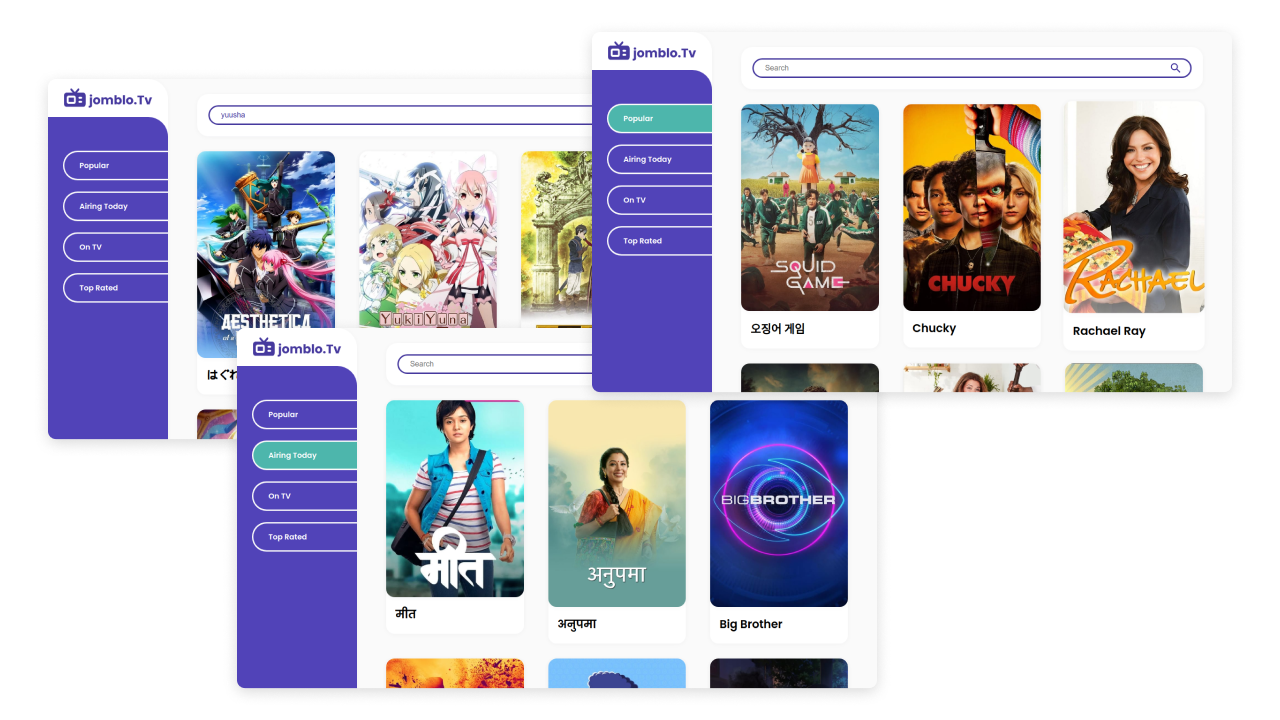 jomblo.Tv
yuusha
Popular
Airing Today
On TV
Top Rated
AESTHETICA
YukiYuna
はぐれ
jomblo.Tv
Search
Popular
Airing Today
On TV
Top Rated
SQUID
GAME
CHUCKY
RACHAEL
오징어 게임
Chucky
Rachael Ray
jomblo.Tv
Search
Popular
Airing Today
On TV
Top Rated
मीत
अनुपमा
BIGBROTHER
मीत
अनुपमा
Big Brother